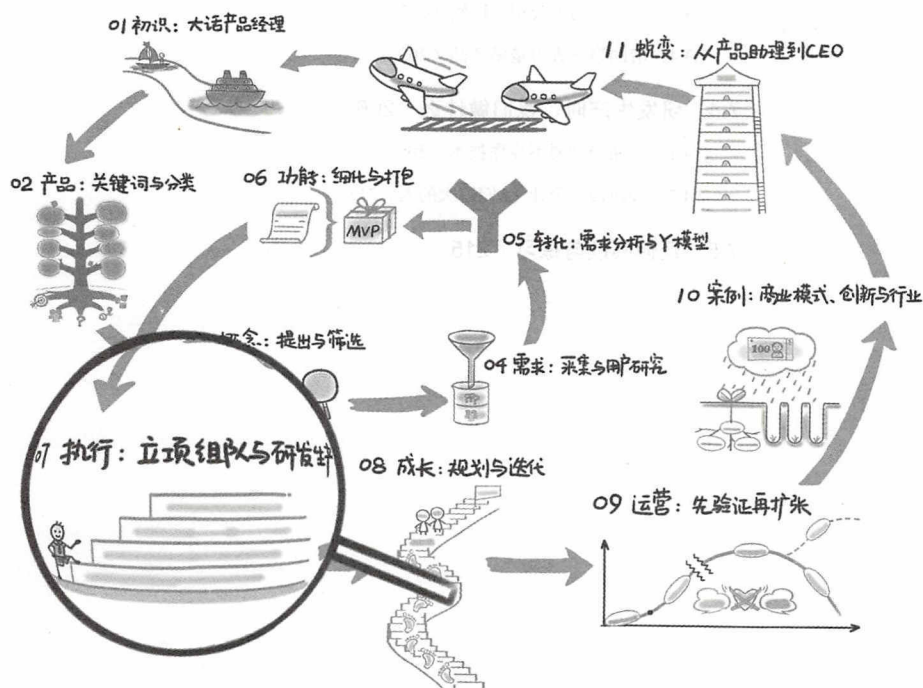 01 初识：大话产品经理
02 产品：关键词与分类
念：提出与筛选
04 需求：采集与用户研究
05 转化：需求分析与Y模型
06 功能：细化与打包
MVP
07 执行：立项组队与研发生
08 成长：规划与迭代
09 运营：先验证再扩张
10 案例：商业模式、创新与行业
100
11 蜕变：从产品助理到CEO